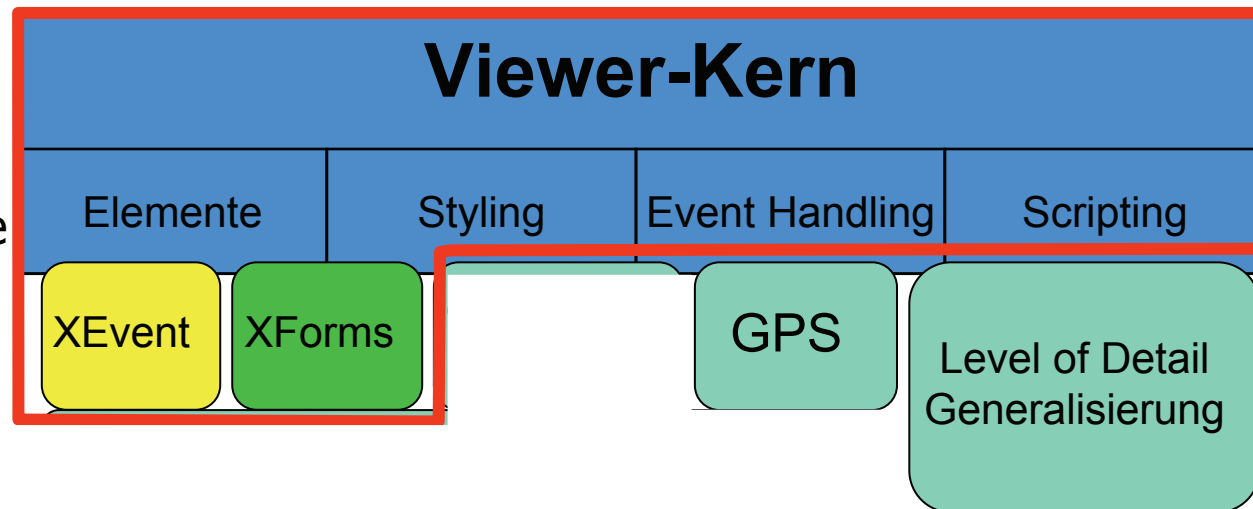 Viewer-Kern
e
Elemente Styling Event Handling Scripting
XEvent XForms GPS
Level of Detail
Generalisierung